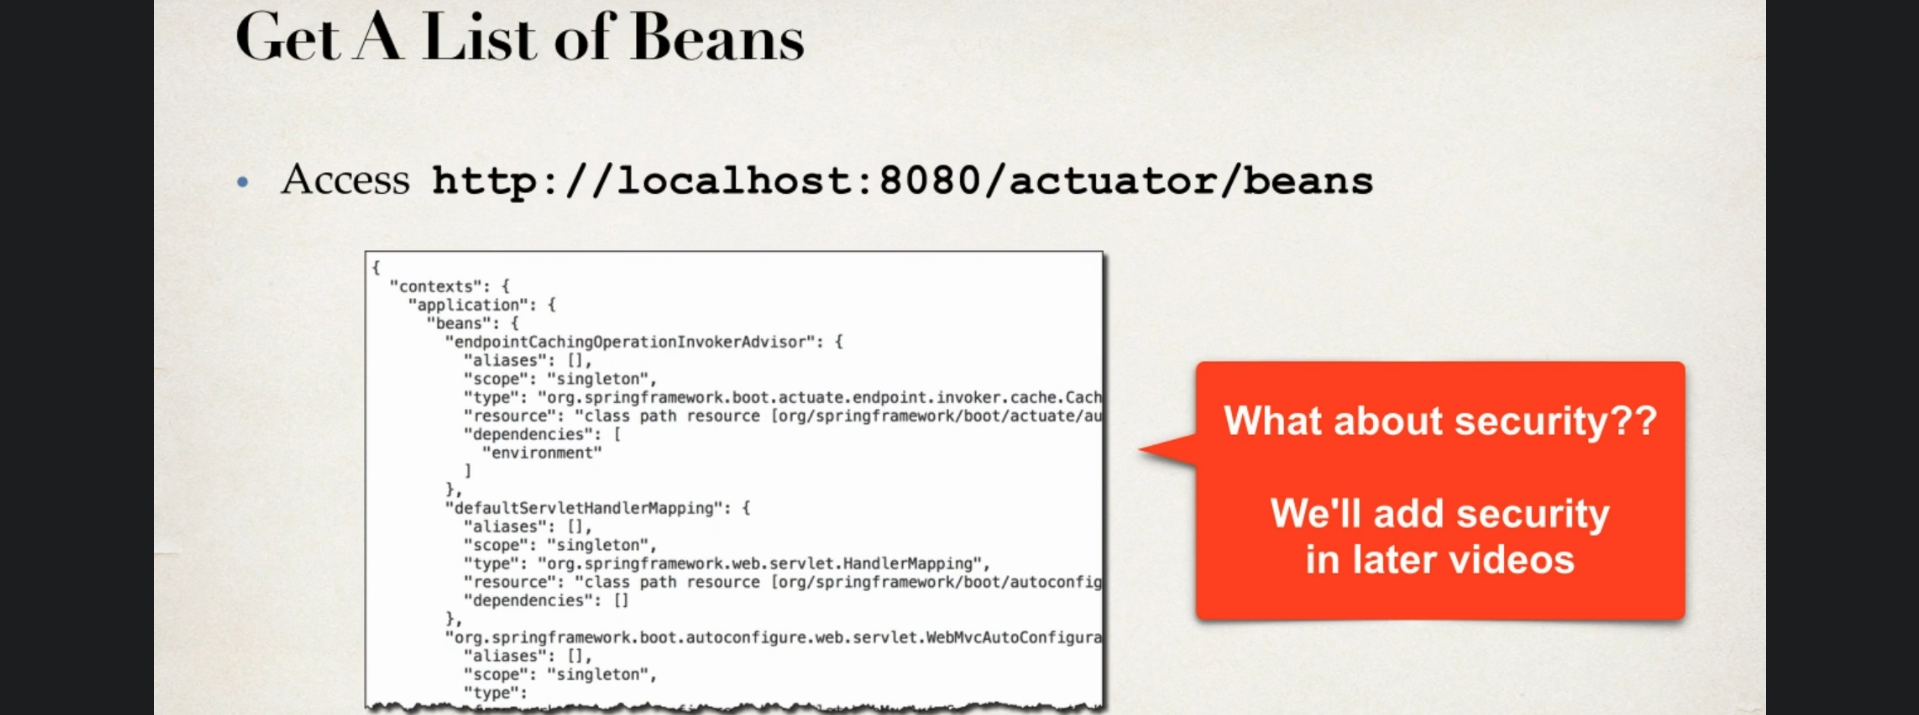 Get A List of Beans
• Access http://localhost:8080/actuator/beans
{
"contexts": {
"application": {
"beans": {
"endpointCachingOperationInvokerAdvisor": {
"aliases": [],
"scope": "singleton",
"type": "org.springframework.boot.actuate.endpoint.invoker.cache.Cach
"resource": "class path resource [org/springframework/boot/actuate/au
"dependencies": [
"environment"
]
},
"defaultServletHandlerMapping": {
"aliases": [],
"scope": "singleton",
"type": "org.springframework.web.servlet.HandlerMapping",
"resource": "class path resource [org/springframework/boot/autoconfig
"dependencies": []
},
"org.springframework.boot.autoconfigure.web.servlet.WebMvcAutoConfigura
"aliases": [],
"scope": "singleton",
"type":
What about security??
We'll add security
in later videos